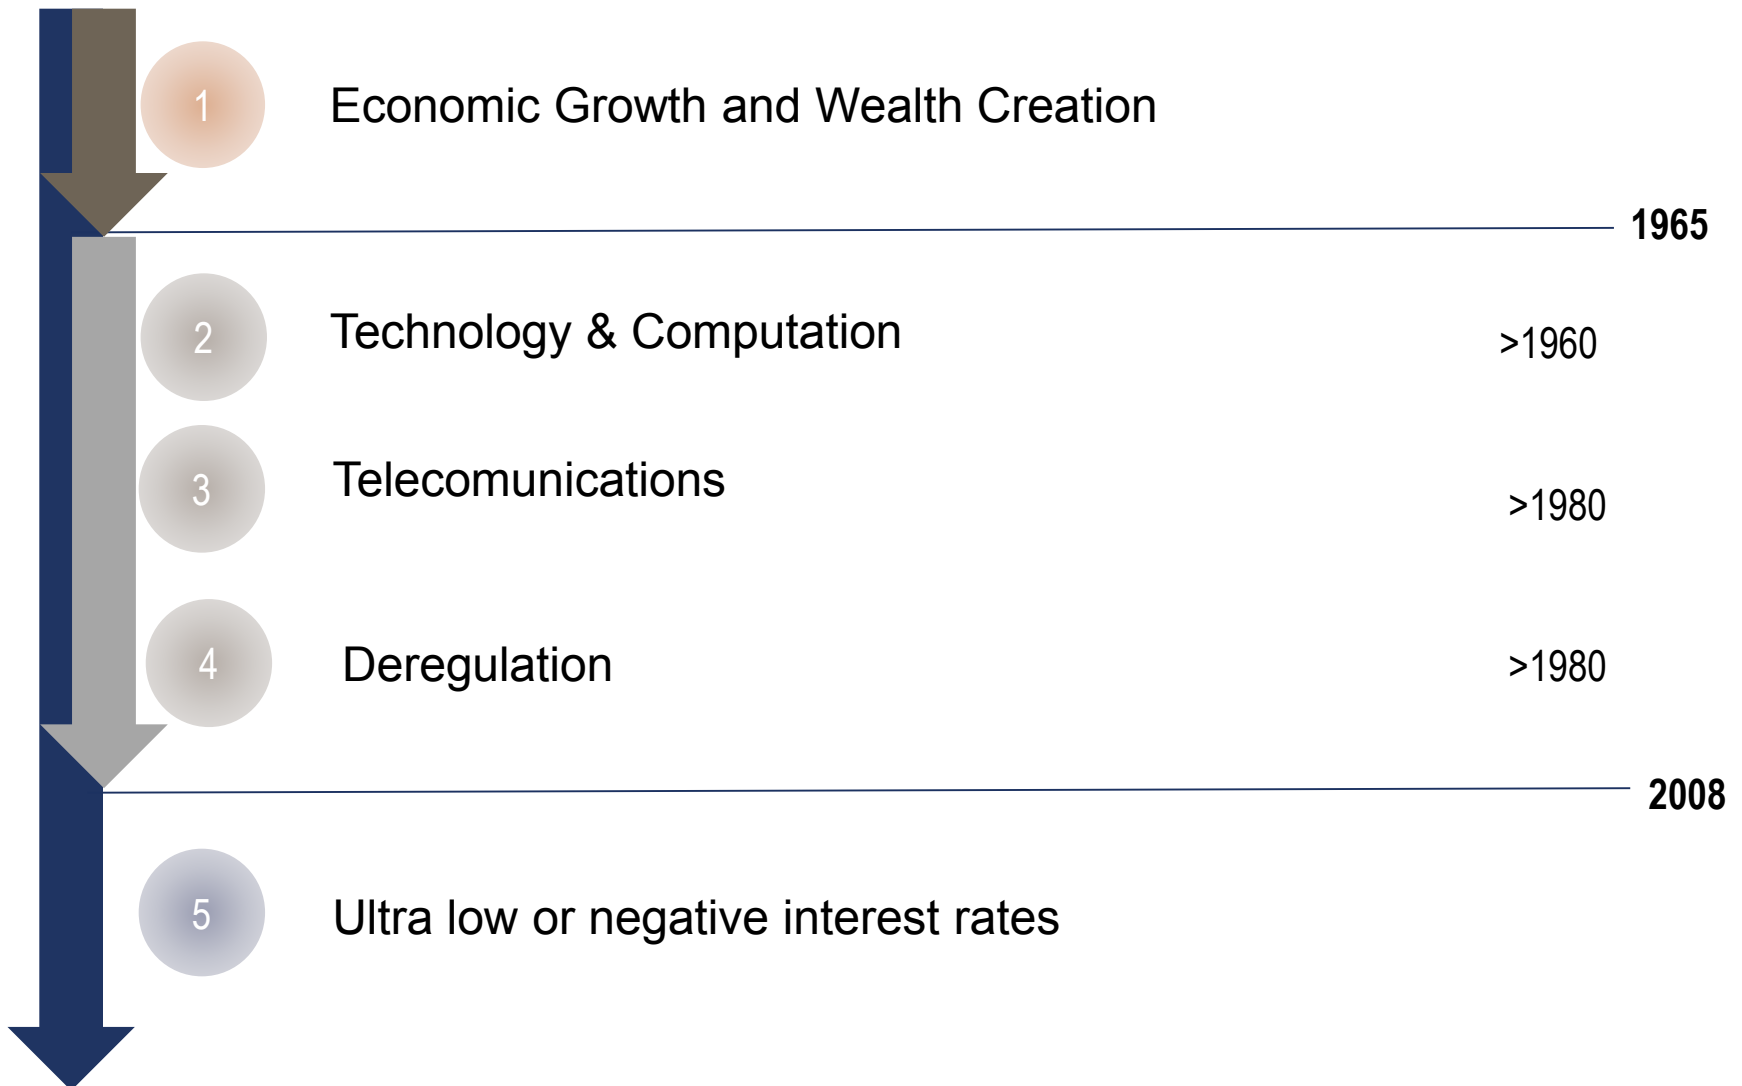 1
Economic Growth and Wealth Creation
1965
2
Technology & Computation
>1960
3
Telecomunications
>1980
4
Deregulation
>1980
2008
5
Ultra low or negative interest rates